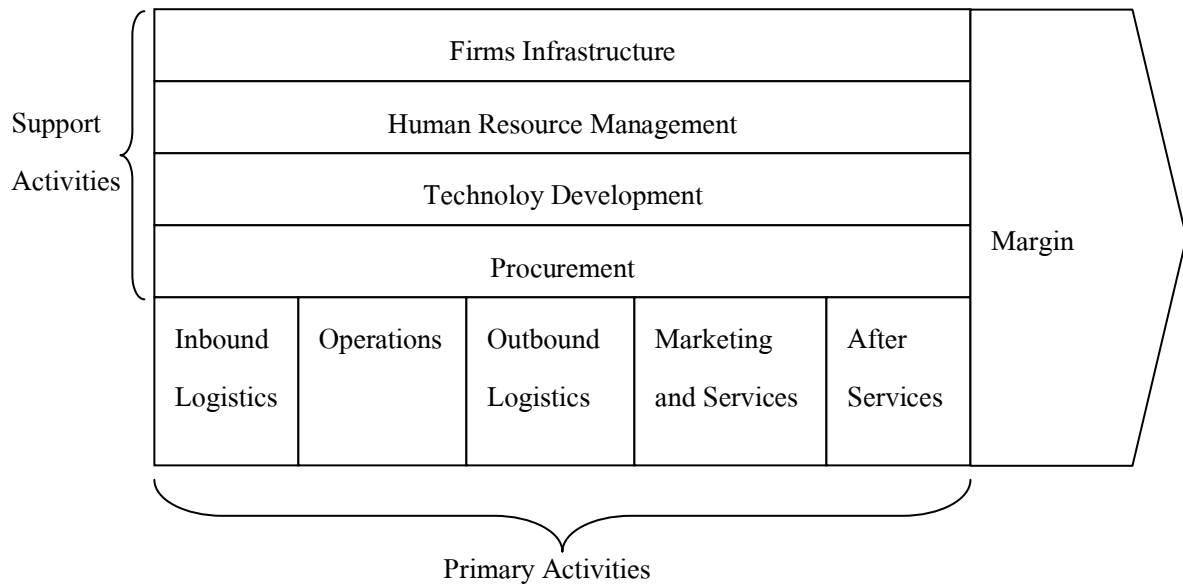 Firms Infrastructure
Support
Activities
Human Resource Management
Technoloy Development
Procurement
Margin
Inbound
Logistics
Operations
Outbound
Logistics
Marketing
and Services
After
Services
Primary Activities